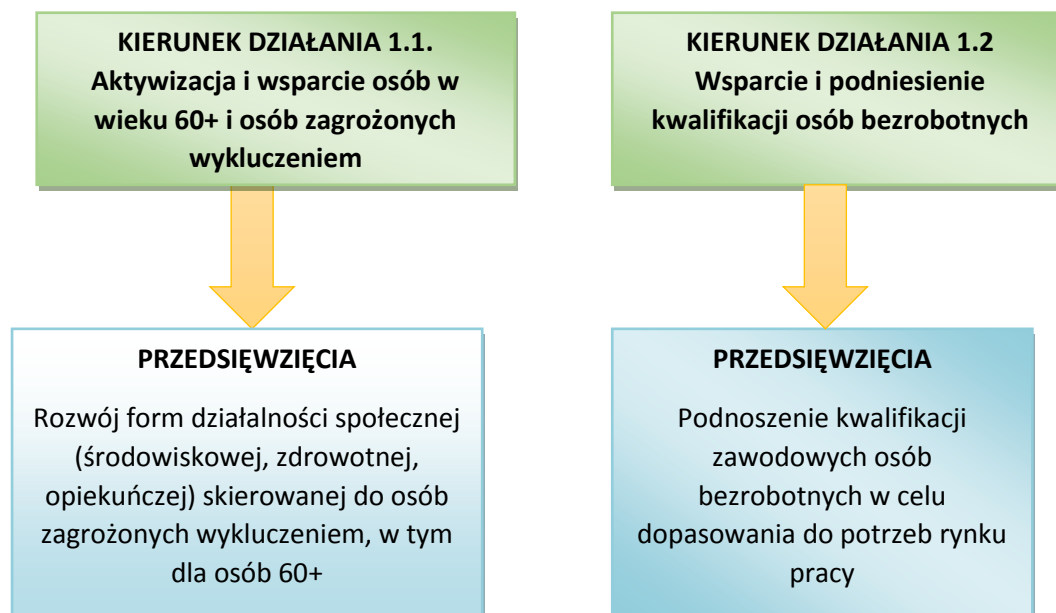 KIERUNEK DZIAŁANIA 1.1.
Aktywizacja i wsparcie osób w
wieku 60+ i osób zagrożonych
wykluczeniem
KIERUNEK DZIAŁANIA 1.2
Wsparcie i podniesienie
kwalifikacji osób bezrobotnych
PRZEDSIĘWZIĘCIA
Rozwój form działalności społecznej
(środowiskowej, zdrowotnej,
opiekuńczej) skierowanej do osób
zagrożonych wykluczeniem, w tym
dla osób 60+
PRZEDSIĘWZIĘCIA
Podnoszenie kwalifikacji
zawodowych osób
bezrobotnych w celu
dopasowania do potrzeb rynku
pracy